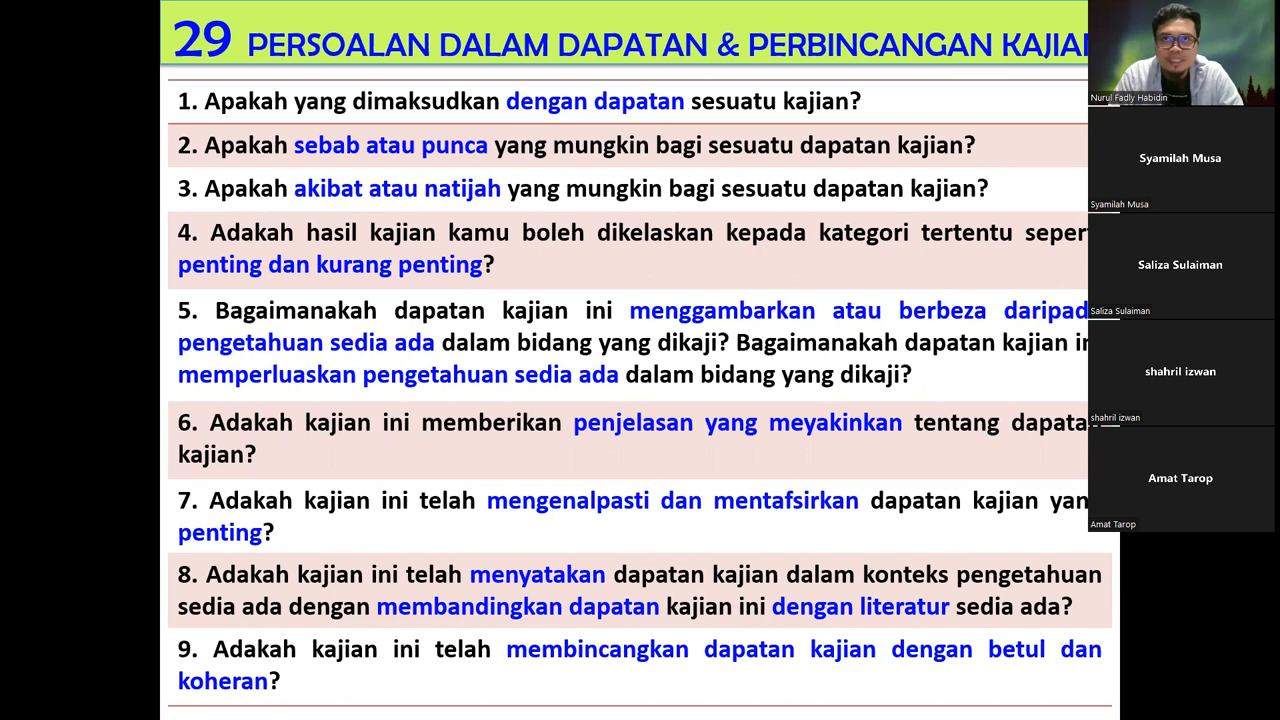 29 PERSOALAN DALAM DAPATAN & PERBINCANGAN KAJIAN
1. Apakah yang dimaksudkan dengan dapatan sesuatu kajian?
2. Apakah sebab atau punca yang mungkin bagi sesuatu dapatan kajian?
3. Apakah akibat atau natijah yang mungkin bagi sesuatu dapatan kajian?
4. Adakah hasil kajian kamu boleh dikelaskan kepada kategori tertentu sepert
penting dan kurang penting?
5. Bagaimanakah dapatan kajian ini menggambarkan atau berbeza daripad
pengetahuan sedia ada dalam bidang yang dikaji? Bagaimanakah dapatan kajian in
memperluaskan pengetahuan sedia ada dalam bidang yang dikaji?
6. Adakah kajian ini memberikan penjelasan yang meyakinkan tentang dapata
kajian?
7. Adakah kajian ini telah mengenalpasti dan mentafsirkan dapatan kajian yan
penting?
8. Adakah kajian ini telah menyatakan dapatan kajian dalam konteks pengetahuan
sedia ada dengan membandingkan dapatan kajian ini dengan literatur sedia ada?
9. Adakah kajian ini telah membincangkan dapatan kajian dengan betul dan
koheran?
Nurul Fadly Habidin
Syamilah Musa
Syamilah Musa
Saliza Sulaiman
Saliza Sulaiman
shahril izwan
shahril izwan
Amat Tarop
Amat Tarop